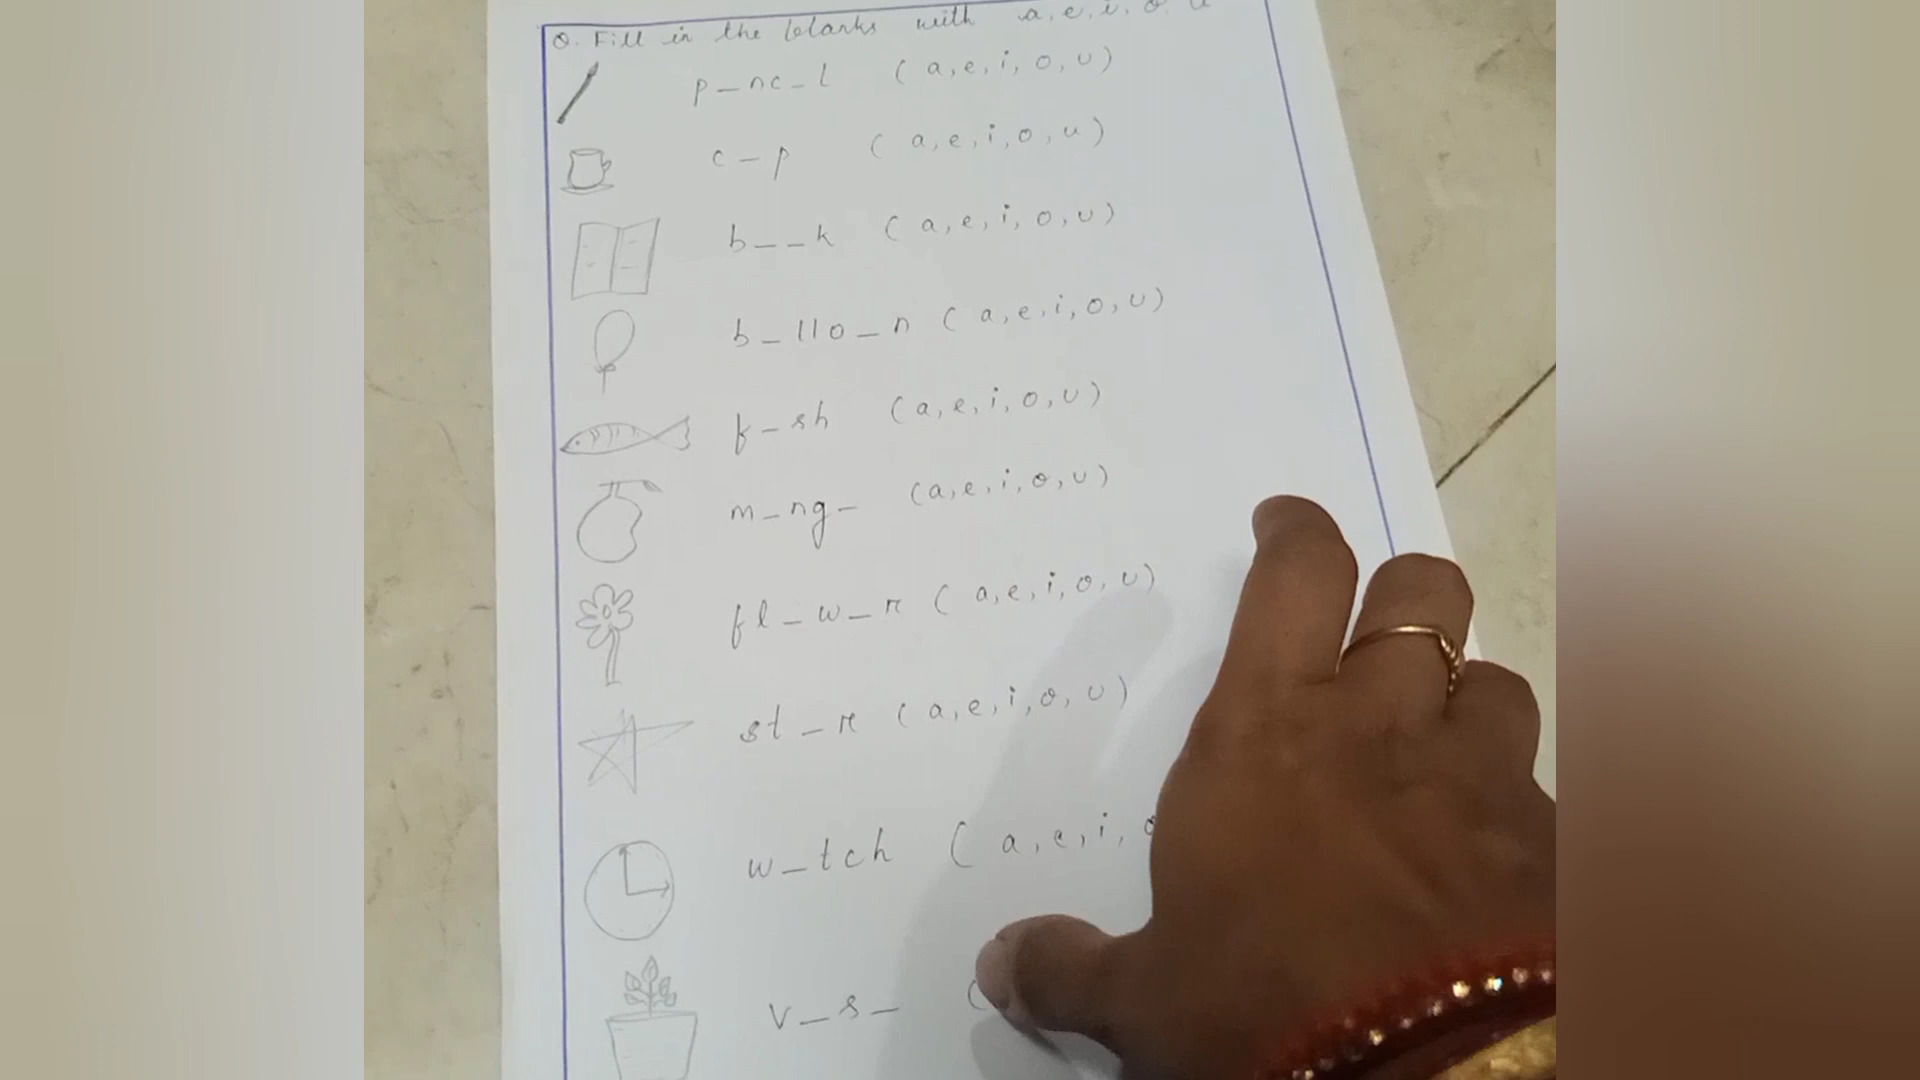 Q. Fill in the blanks with a, e, i, o, u
p_nc_l (a,e,i,o,u)
c_p (a,e,i,o,u)
b__k (a,e,i,o,u)
b_llo_n (a,e,i,o,u)
f_sh (a,e,i,o,u)
m_ng_ (a,e,i,o,u)
fl_w_r (a,e,i,o,u)
st_r (a,e,i,o,u)
w_tch (a,e,i,o
v_s_ (